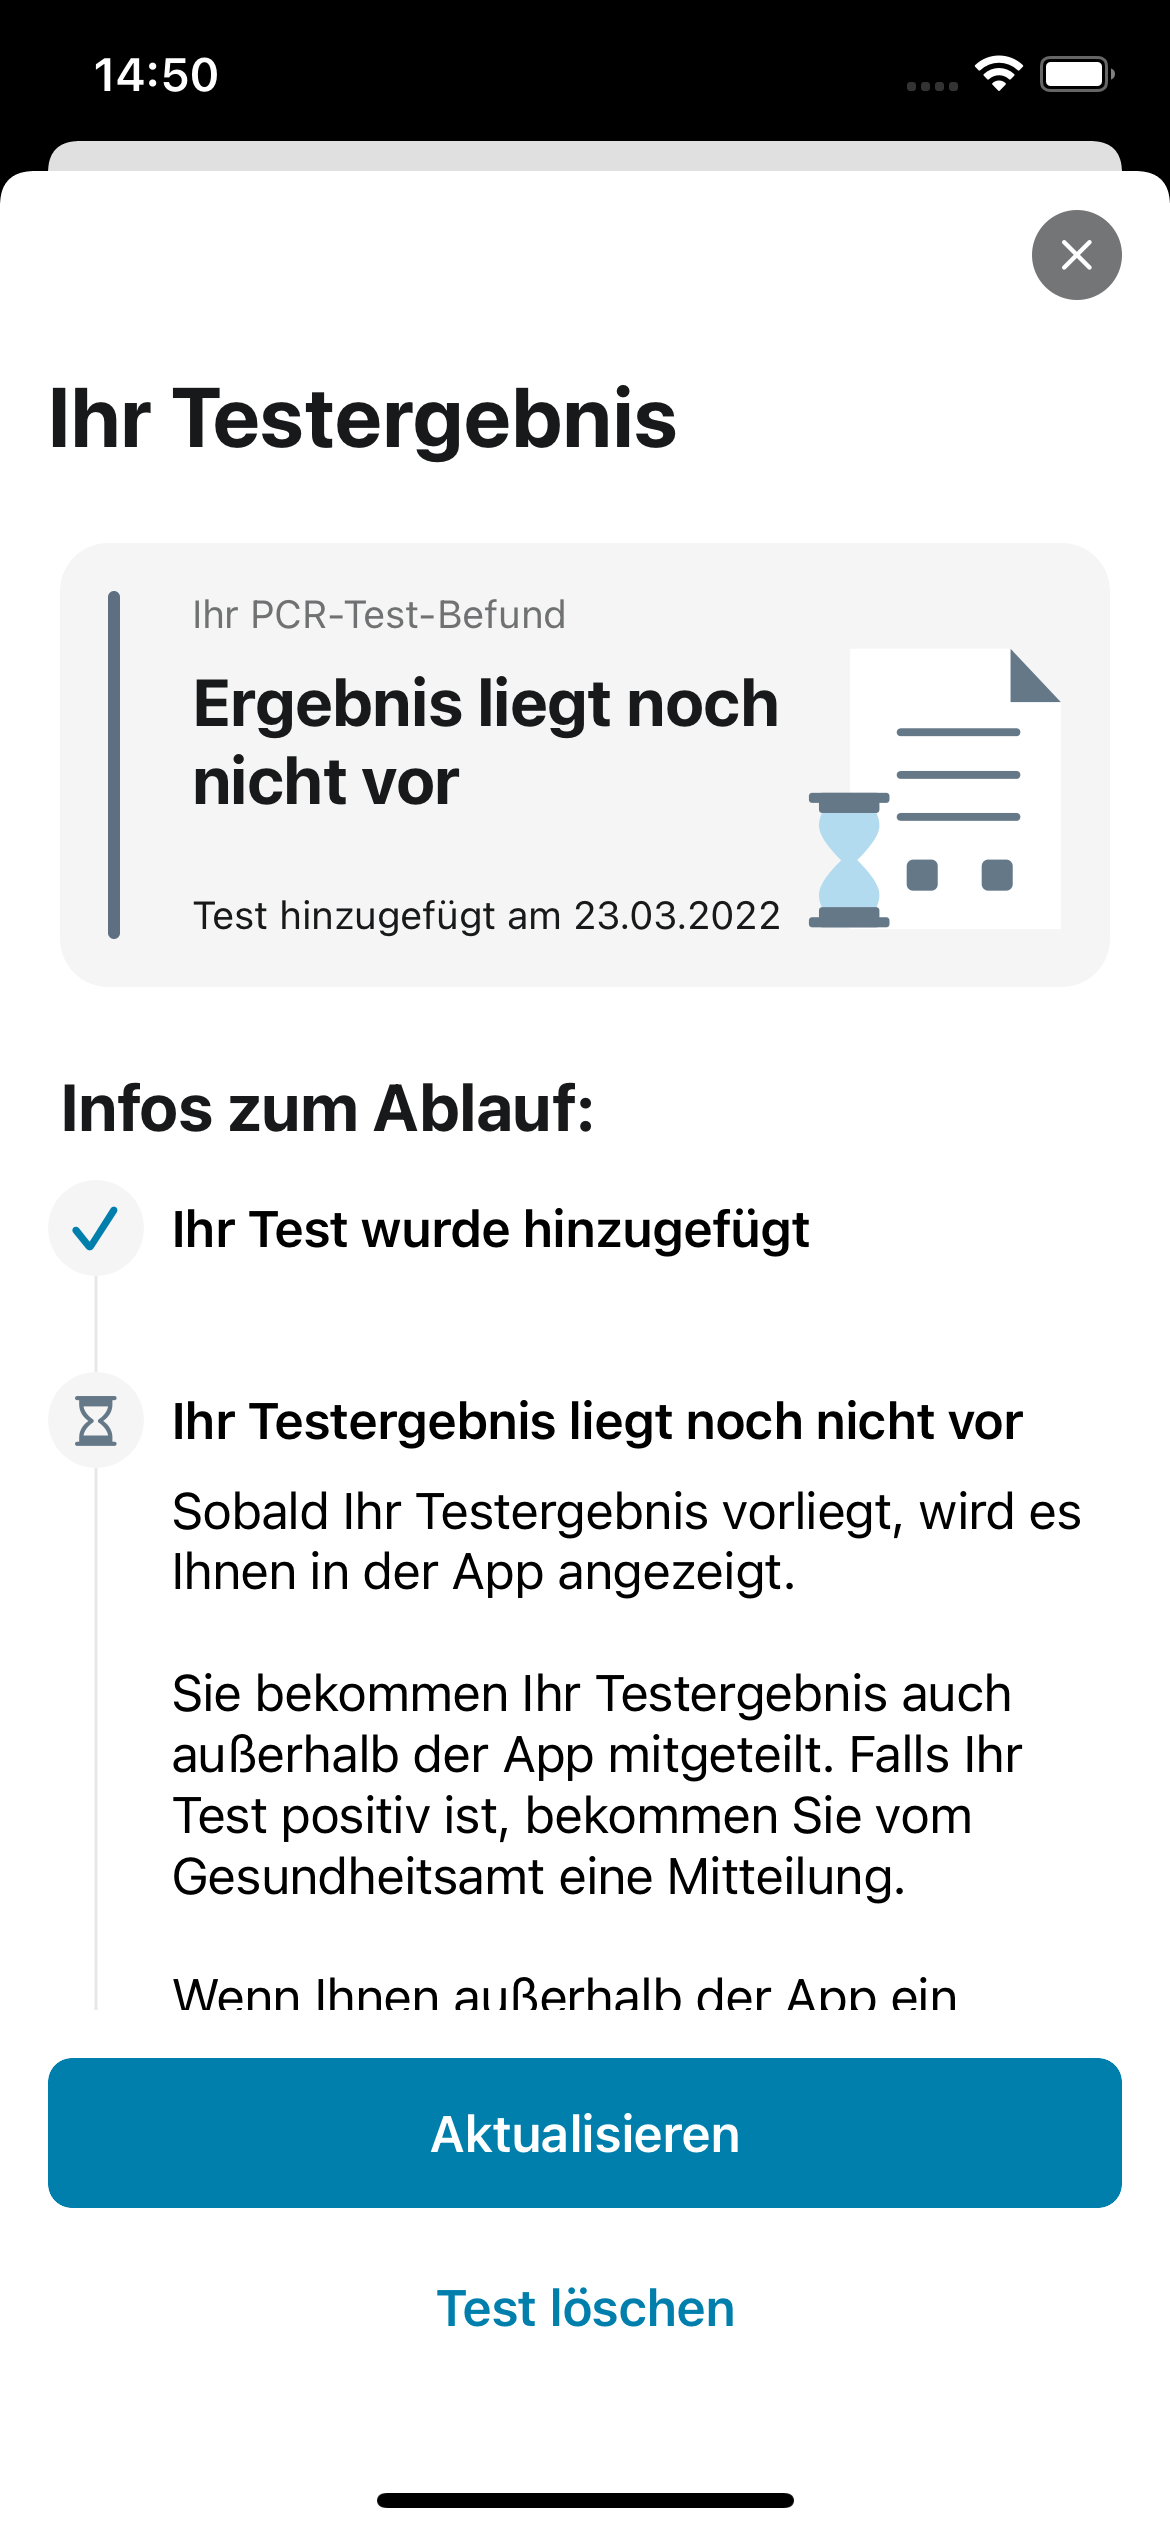 14:50
Ihr Testergebnis
Ihr PCR-Test-Befund
Ergebnis liegt noch
nicht vor
Test hinzugefügt am 23.03.2022
Infos zum Ablauf:
Ihr Test wurde hinzugefügt
Ihr Testergebnis liegt noch nicht vor
Sobald Ihr Testergebnis vorliegt, wird es
Ihnen in der App angezeigt.
Sie bekommen Ihr Testergebnis auch
außerhalb der App mitgeteilt. Falls Ihr
Test positiv ist, bekommen Sie vom
Gesundheitsamt eine Mitteilung.
Wenn Ihnen außerhalb der App ein
Aktualisieren
Test löschen